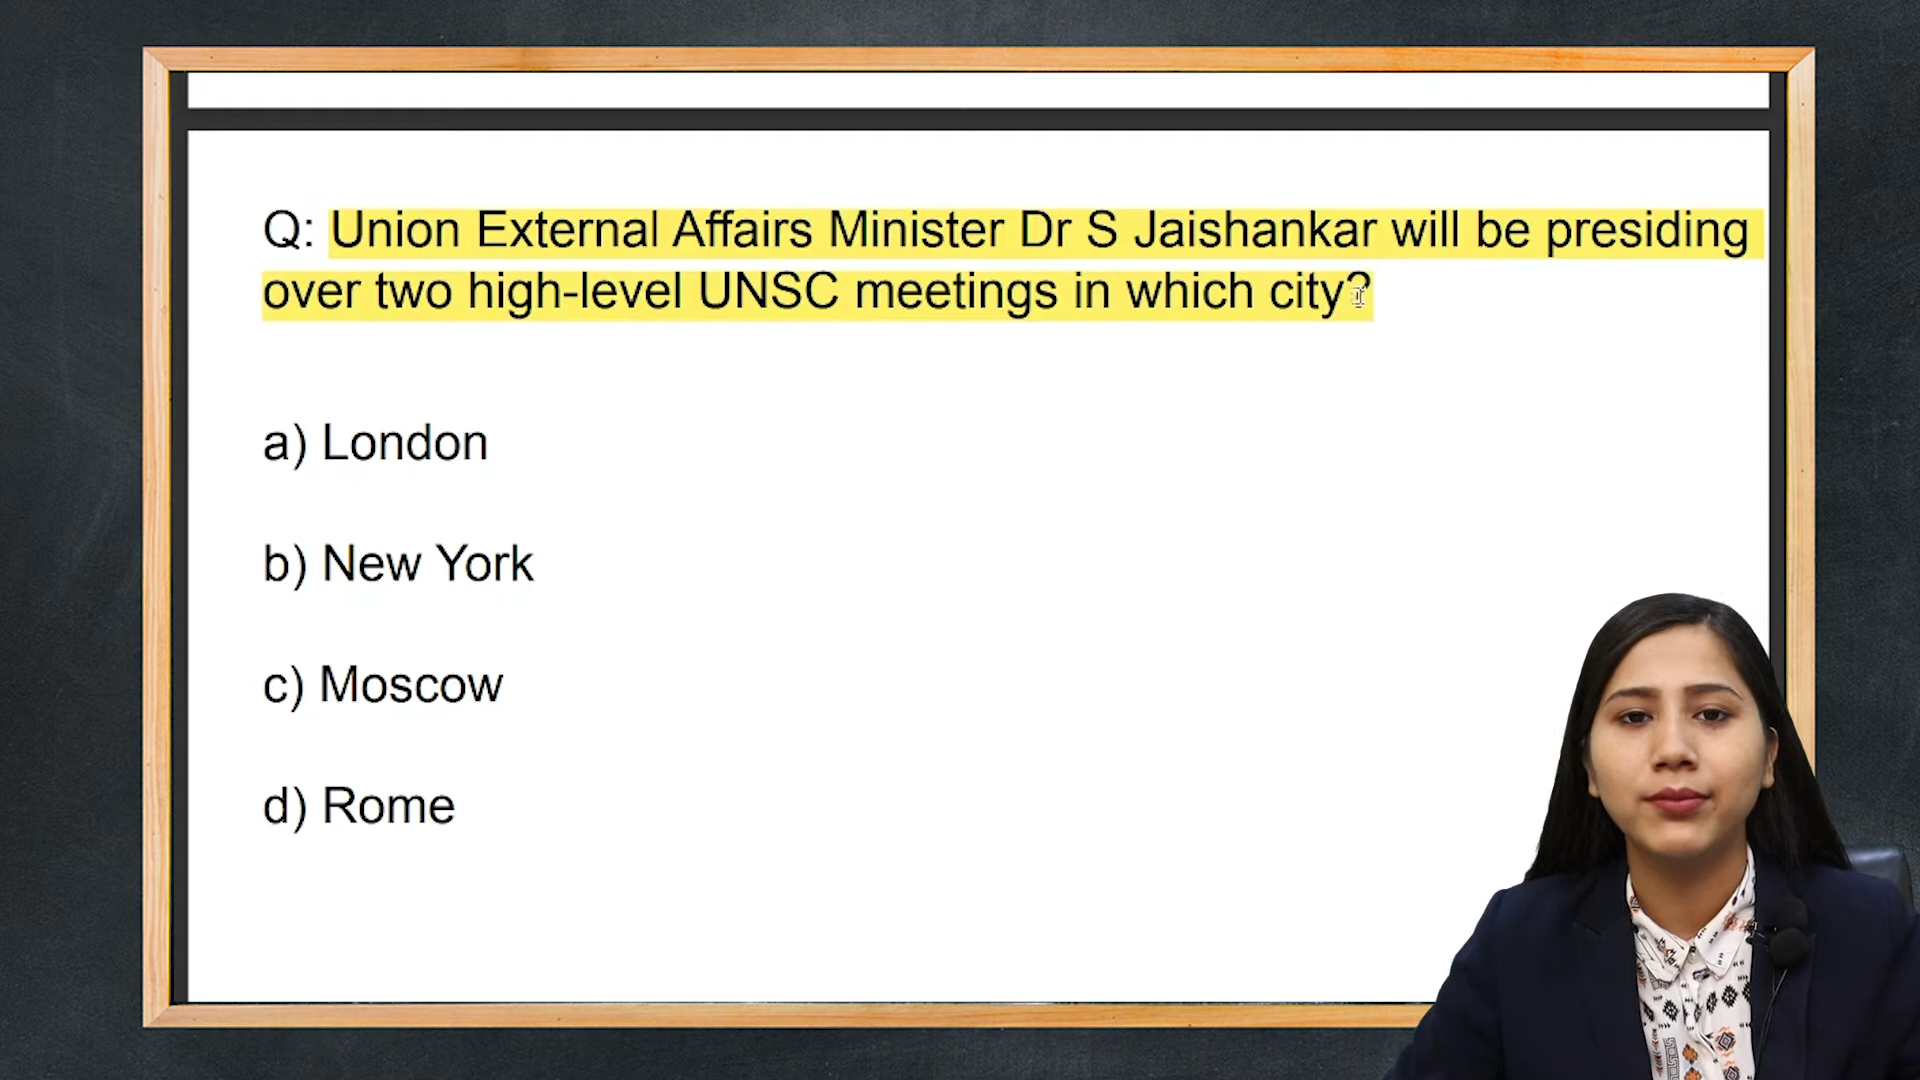 Q: Union External Affairs Minister Dr S Jaishankar will be presiding
over two high-level UNSC meetings in which city?
a) London
b) New York
c) Moscow
d) Rome